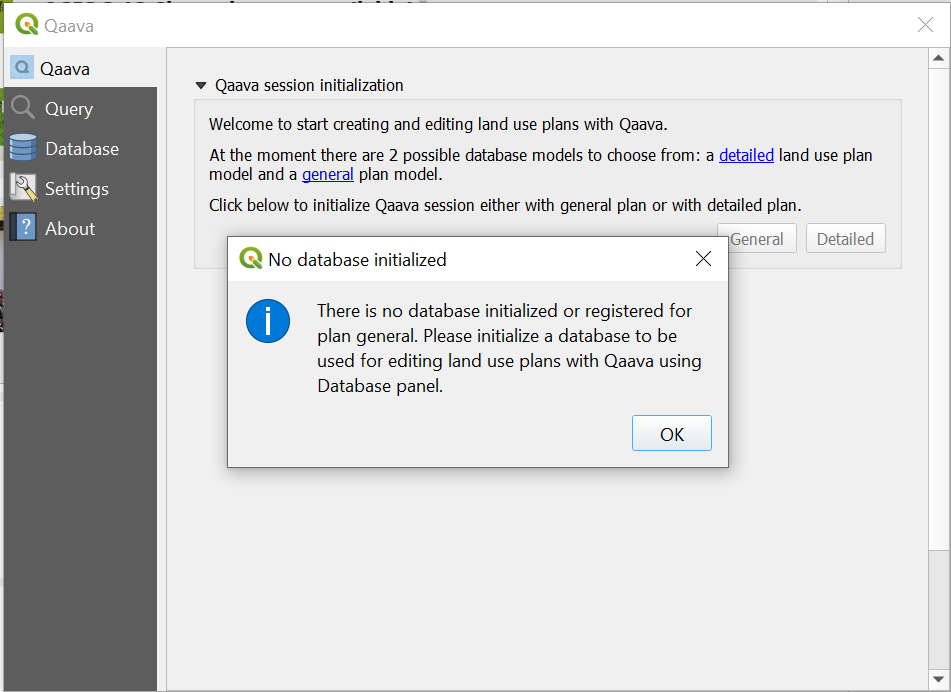 Qaava
Qaava
Query
Database
Settings
About
Qaava session initialization
Welcome to start creating and editing land use plans with Qaava.
At the moment there are 2 possible database models to choose from: a detailed land use plan
model and a general plan model.
Click below to initialize Qaava session either with general plan or with detailed plan.
General
Detailed
No database initialized
There is no database initialized or registered for
plan general. Please initialize a database to be
used for editing land use plans with Qaava using
Database panel.
OK